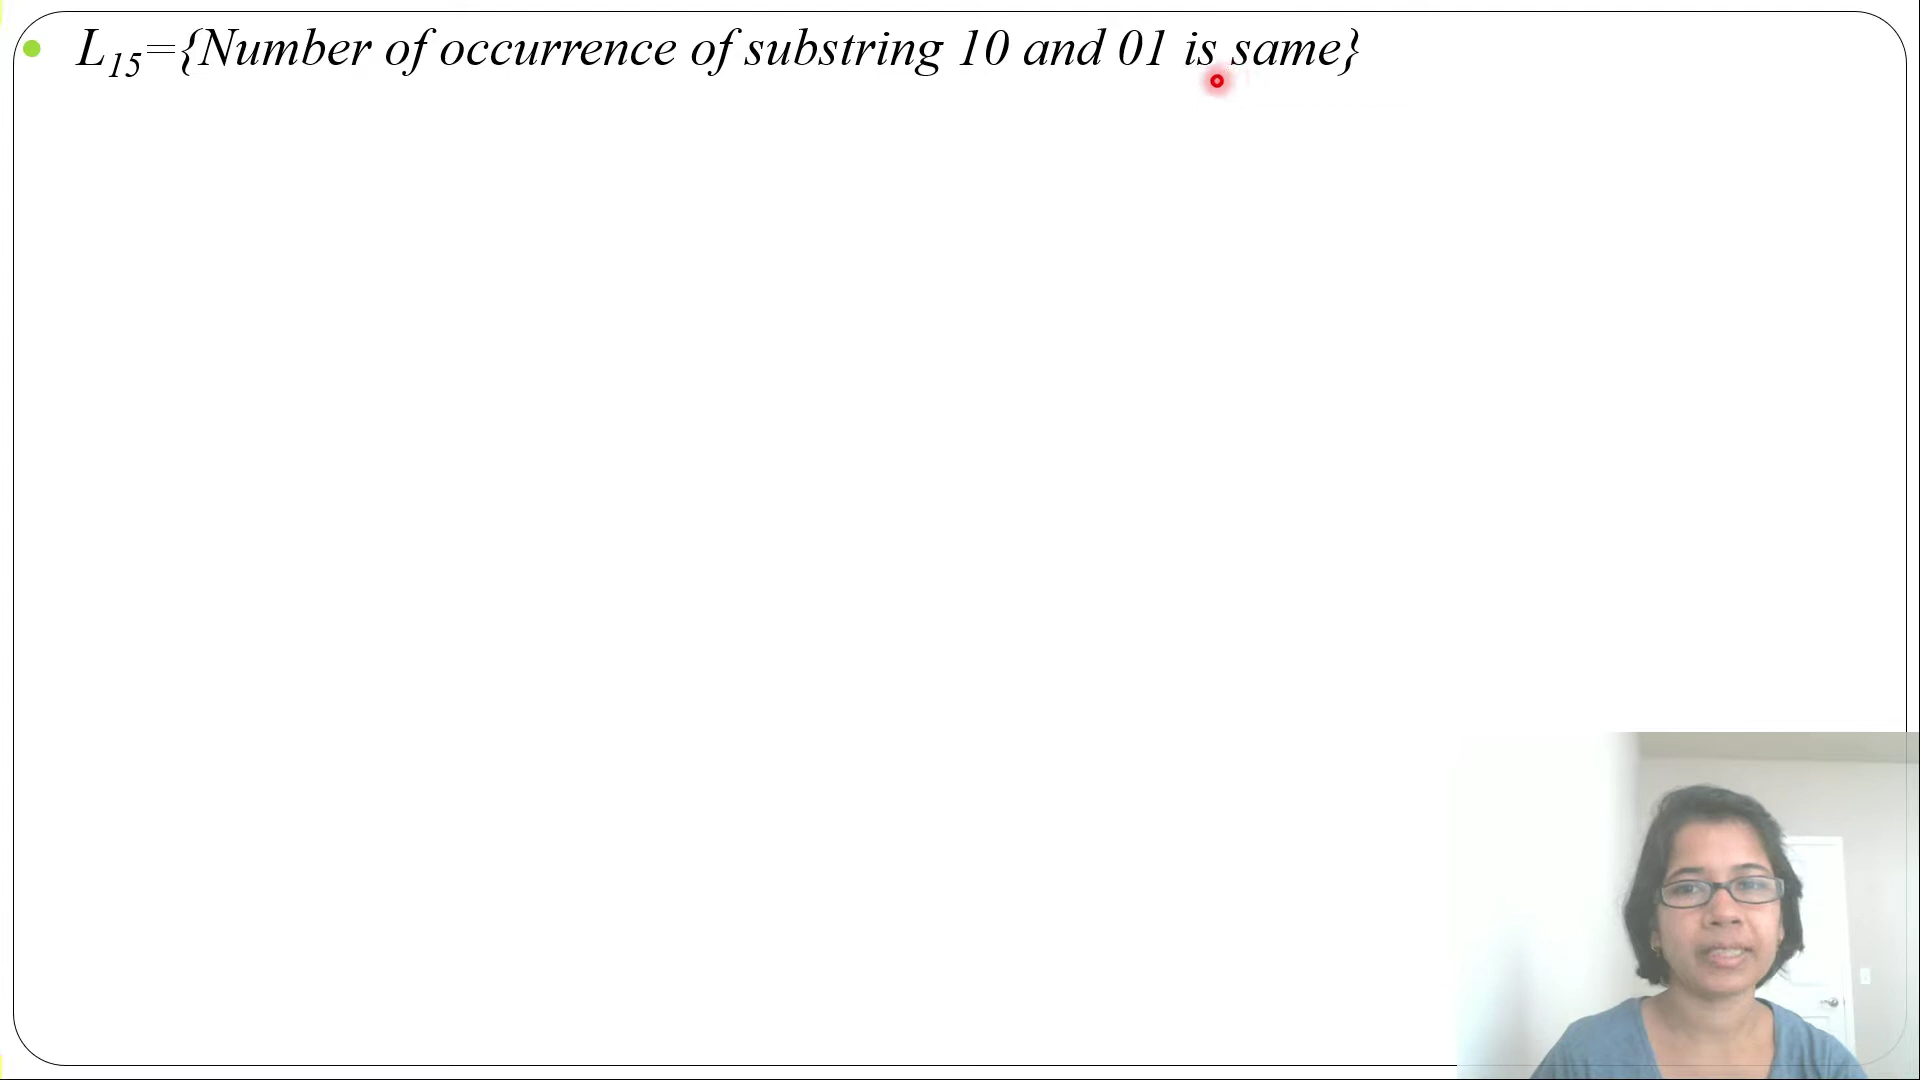 L₁₅={Number of occurrence of substring 10 and 01 is same}